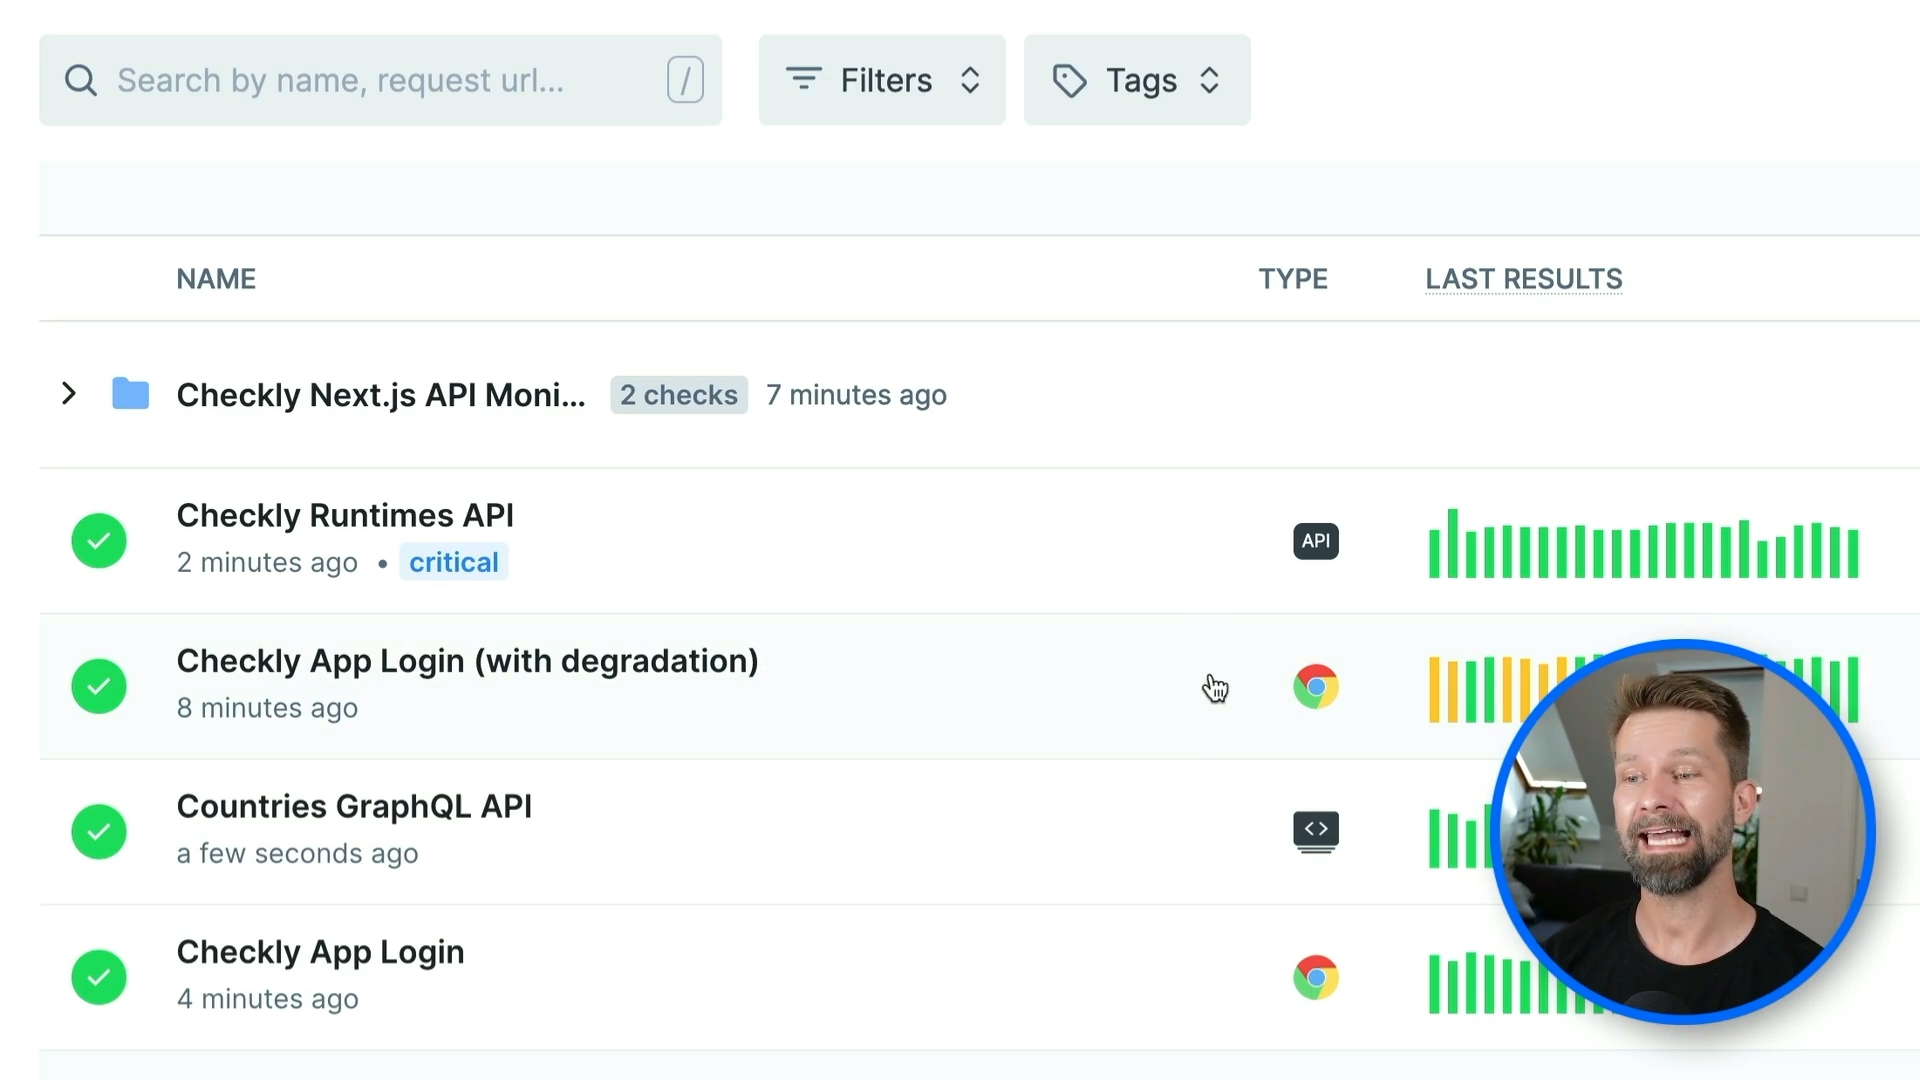 Search by name, request url... /
Filters
Tags
NAME TYPE LAST RESULTS
Checkly Next.js API Moni... 2 checks 7 minutes ago
Checkly Runtimes API
2 minutes ago • critical
API
Checkly App Login (with degradation)
8 minutes ago
Countries GraphQL API
a few seconds ago
<>
Checkly App Login
4 minutes ago